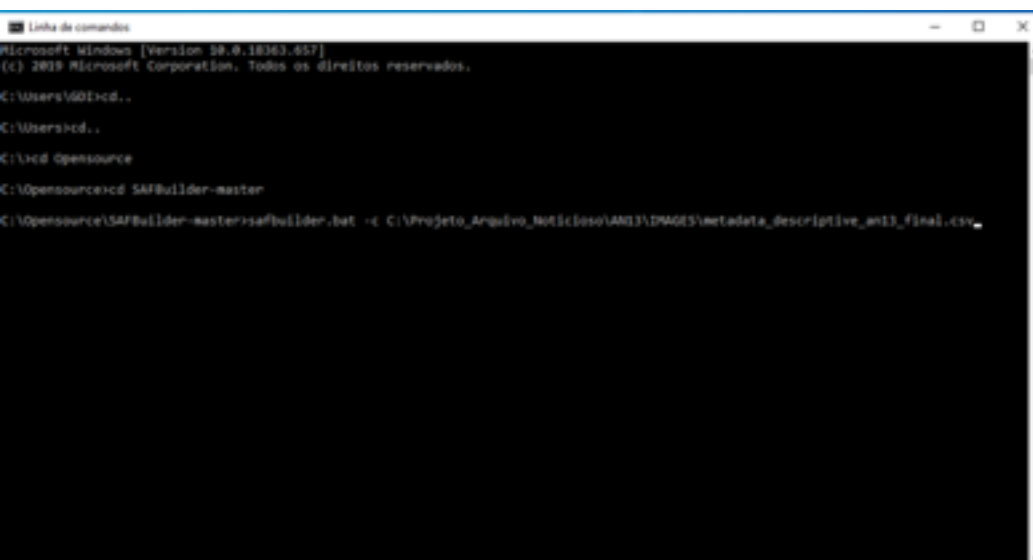 Linha de comandos
Microsoft Windows [Version 10.0.18363.657]
(c) 2019 Microsoft Corporation. Todos os direitos reservados.
C:\Users\GDI>cd..
C:\Users>cd..
C:\>cd Opensource
C:\Opensource>cd SAFBuilder-master
C:\Opensource\SAFBuilder-master>safbuilder.bat -c C:\Projeto_Arquivo_Noticioso\AN13\IMAGES\metadata_descriptive_an13_final.csv